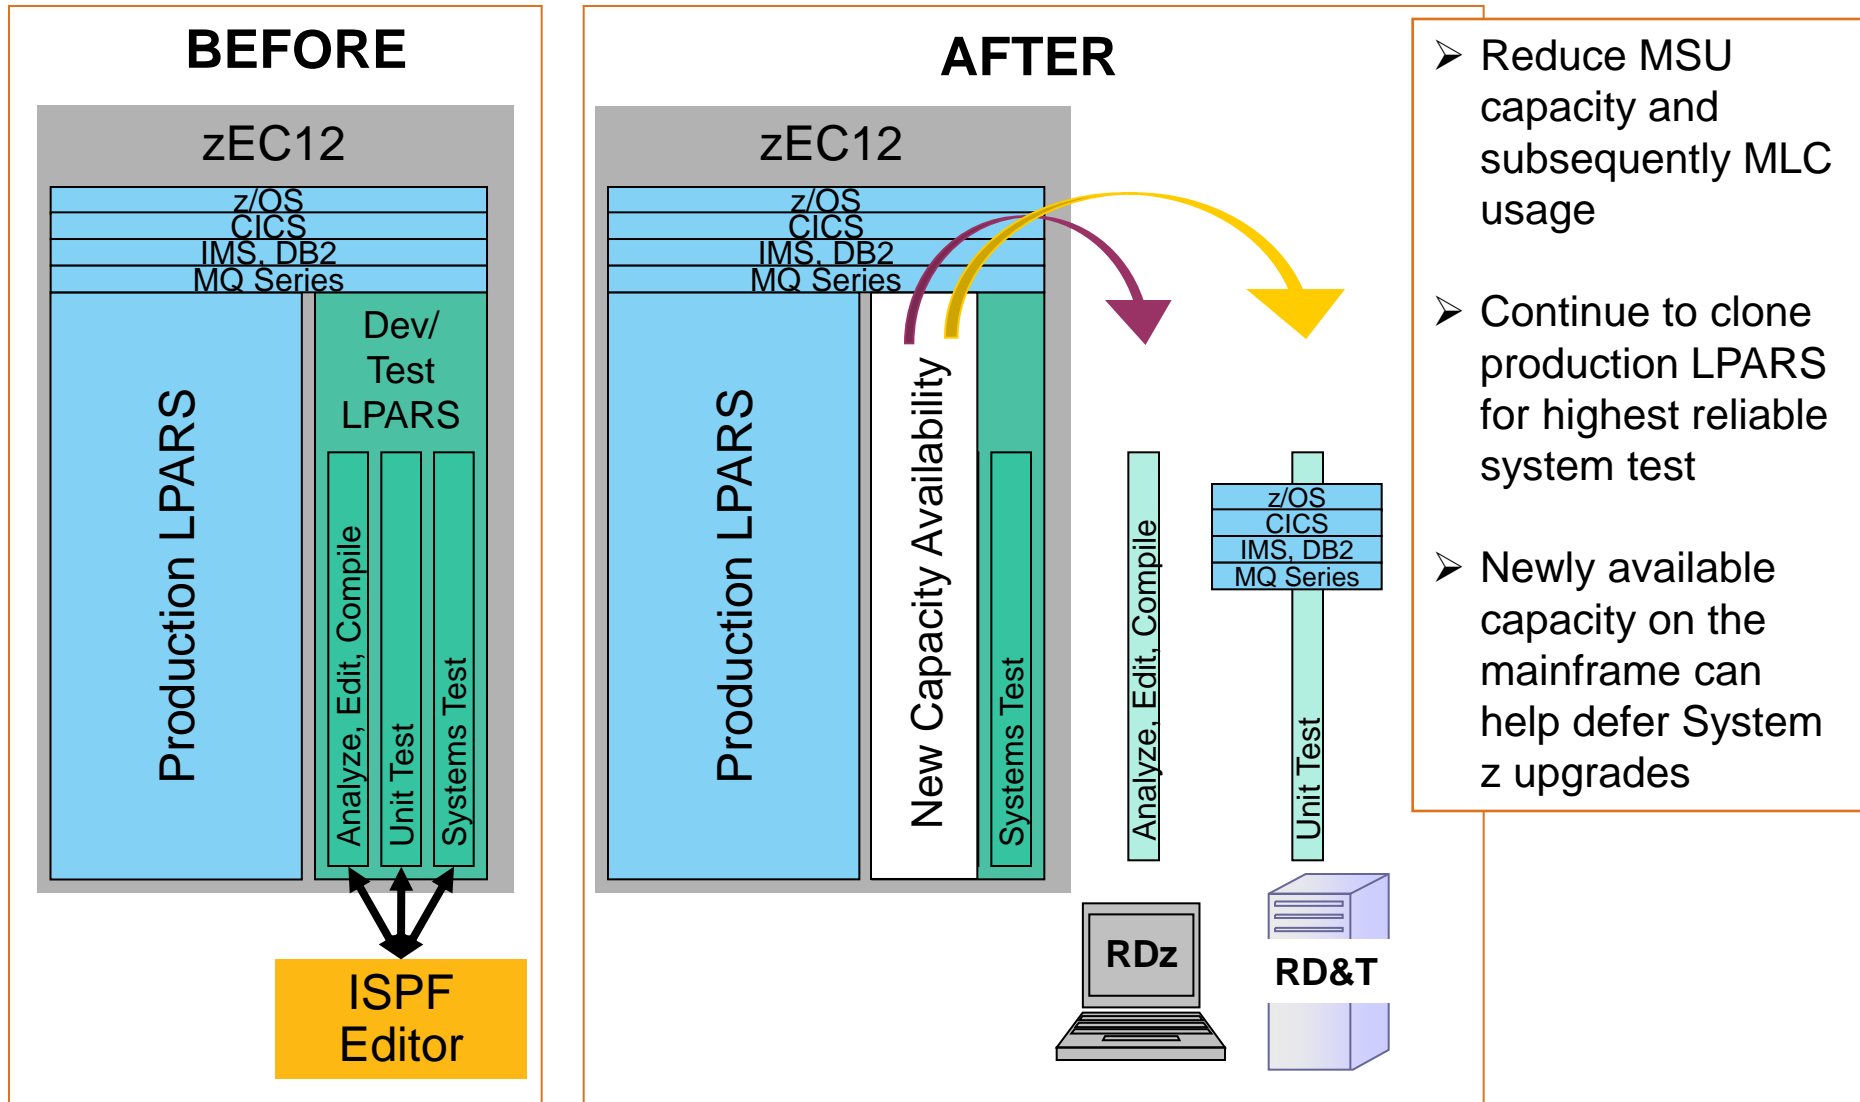 BEFORE
zEC12
z/OS
CICS
IMS, DB2
MQ Series
Production LPARS
Dev/
Test
LPARS
Analyze, Edit, Compile
Unit Test
Systems Test
ISPF
Editor
AFTER
zEC12
z/OS
CICS
IMS, DB2
MQ Series
Production LPARS
New Capacity Availability
Systems Test
Analyze, Edit, Compile
z/OS
CICS
IMS, DB2
MQ Series
Unit Test
RDz
RD&T
➢ Reduce MSU
capacity and
subsequently MLC
usage
➢ Continue to clone
production LPARS
for highest reliable
system test
➢ Newly available
capacity on the
mainframe can
help defer System
z upgrades